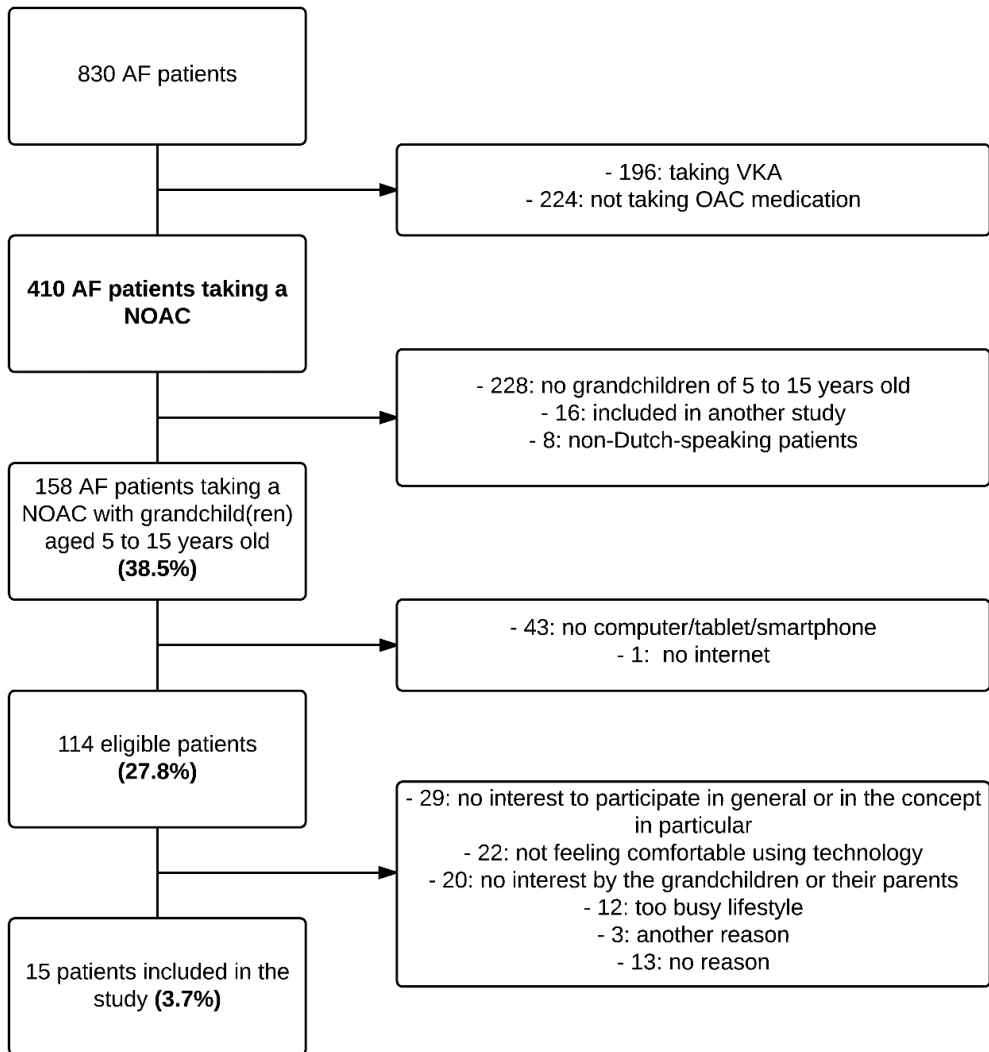 830 AF patients
- 196: taking VKA
- 224: not taking OAC medication
410 AF patients taking a
NOAC
- 228: no grandchildren of 5 to 15 years old
- 16: included in another study
- 8: non-Dutch-speaking patients
158 AF patients taking a
NOAC with grandchild(ren)
aged 5 to 15 years old
(38.5%)
- 43: no computer/tablet/smartphone
- 1:  no internet
114 eligible patients
(27.8%)
- 29: no interest to participate in general or in the concept
in particular
- 22: not feeling comfortable using technology
- 20: no interest by the grandchildren or their parents
- 12: too busy lifestyle
- 3: another reason
- 13: no reason
15 patients included in the
study (3.7%)